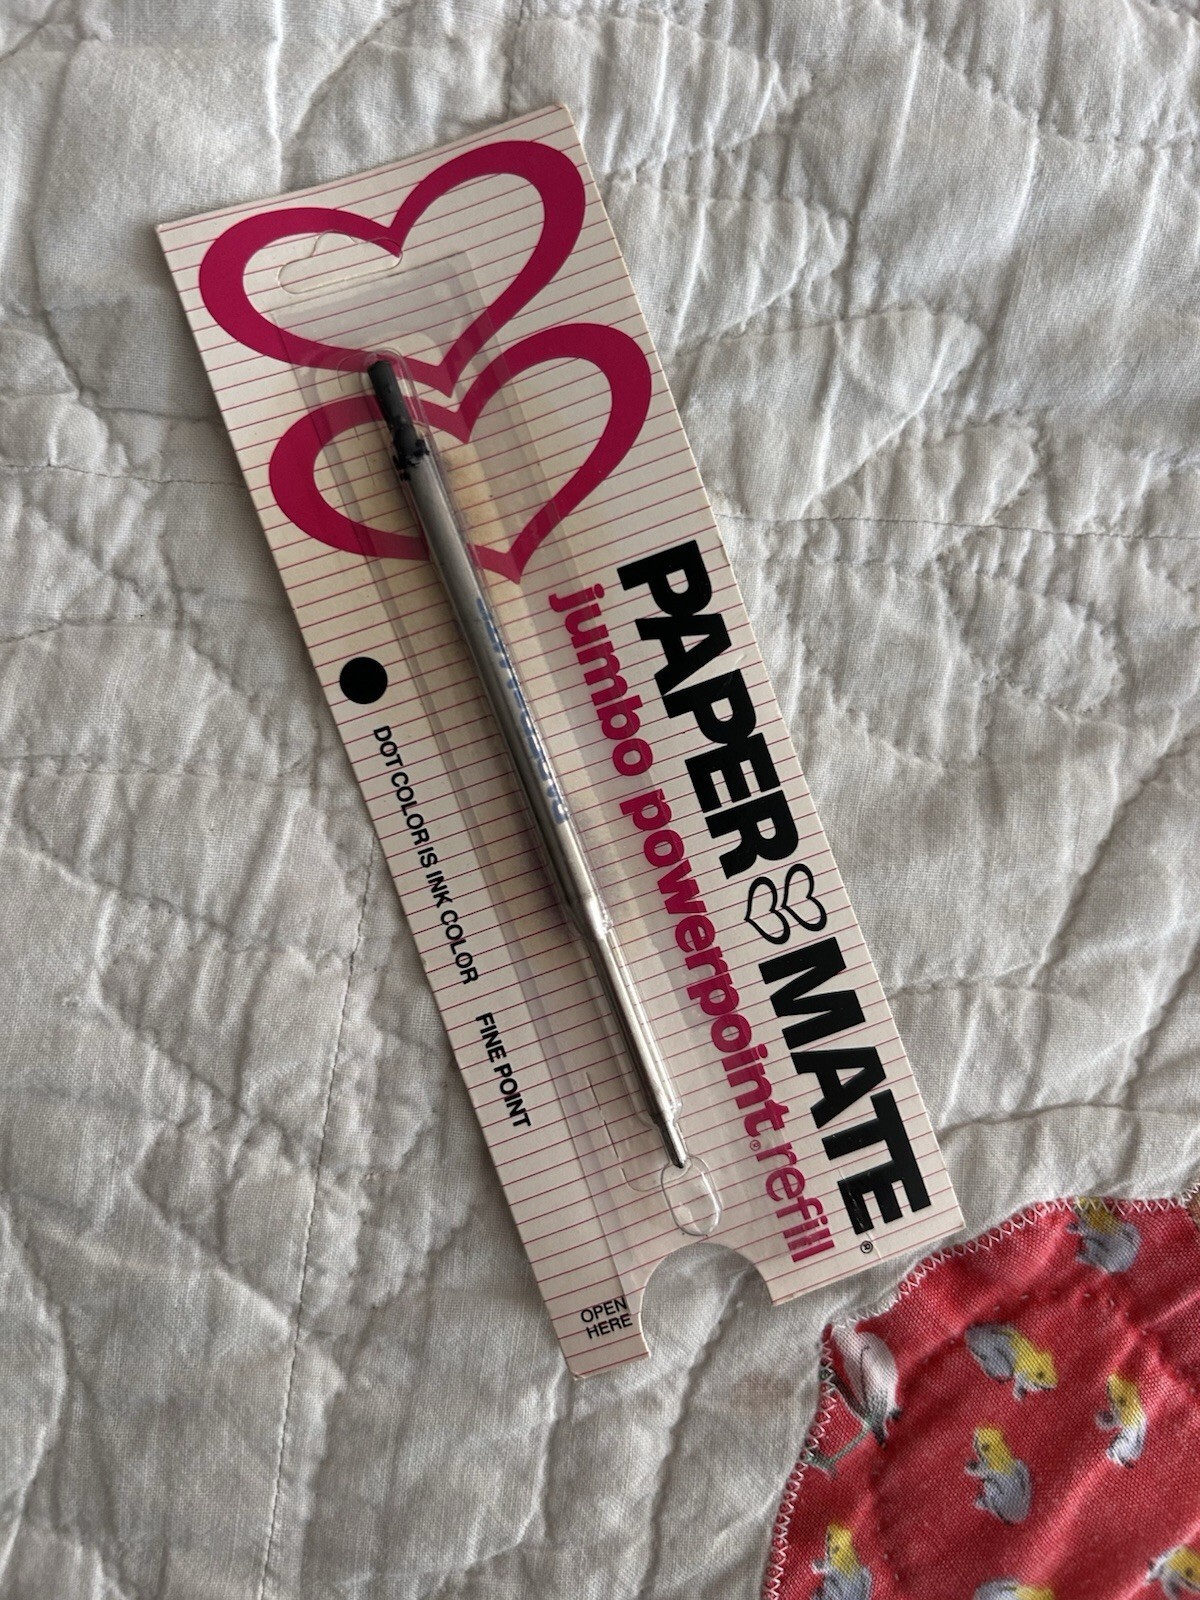 PAPER MATE®
jumbo powerpoint® refill
DOT COLOR IS INK COLOR FINE POINT
OPEN
HERE